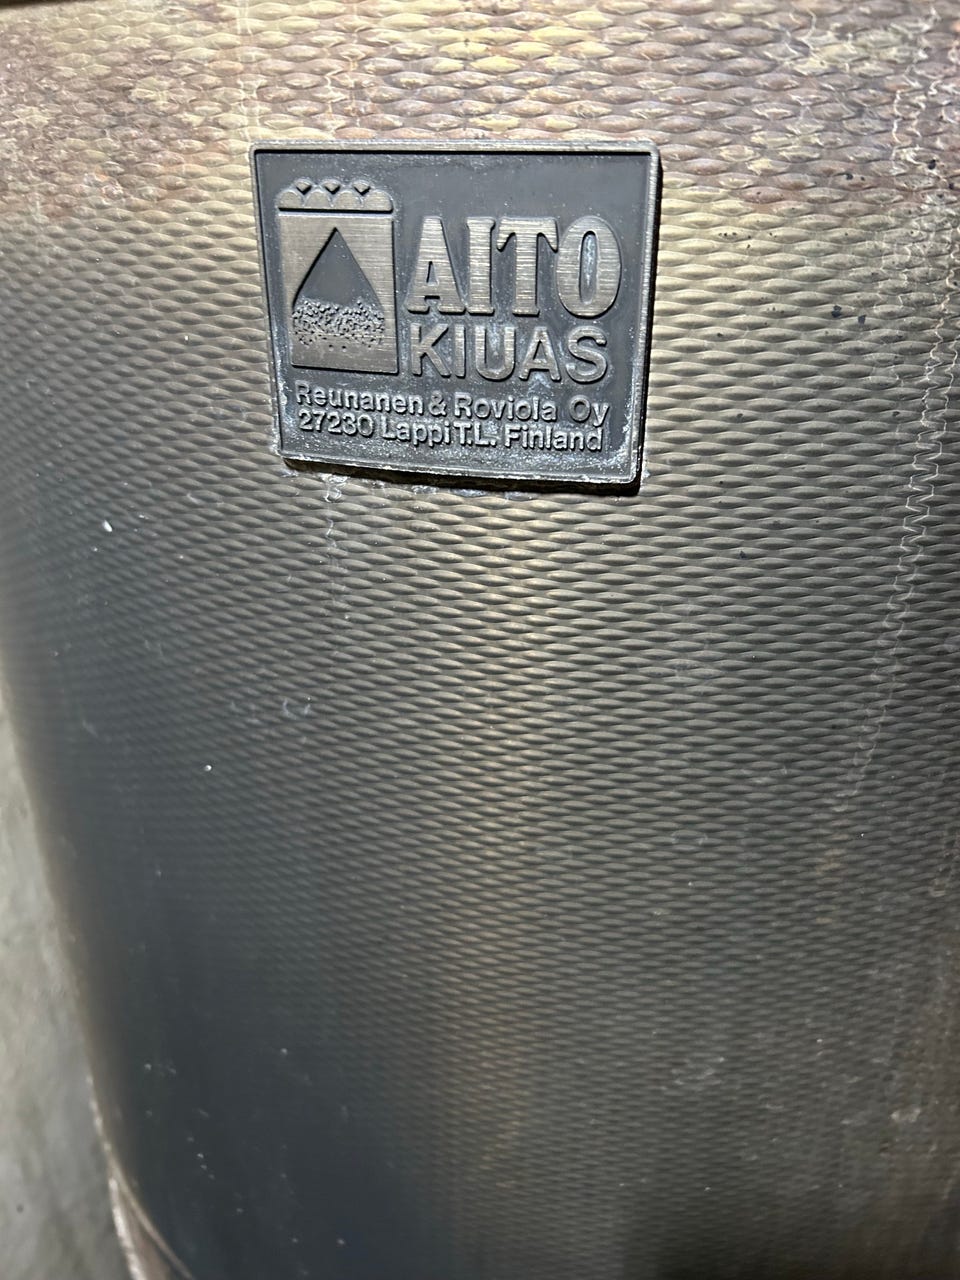 AITO
KIUAS
Reunanen & Roviola Oy
27230 Lappi T.L. Finland